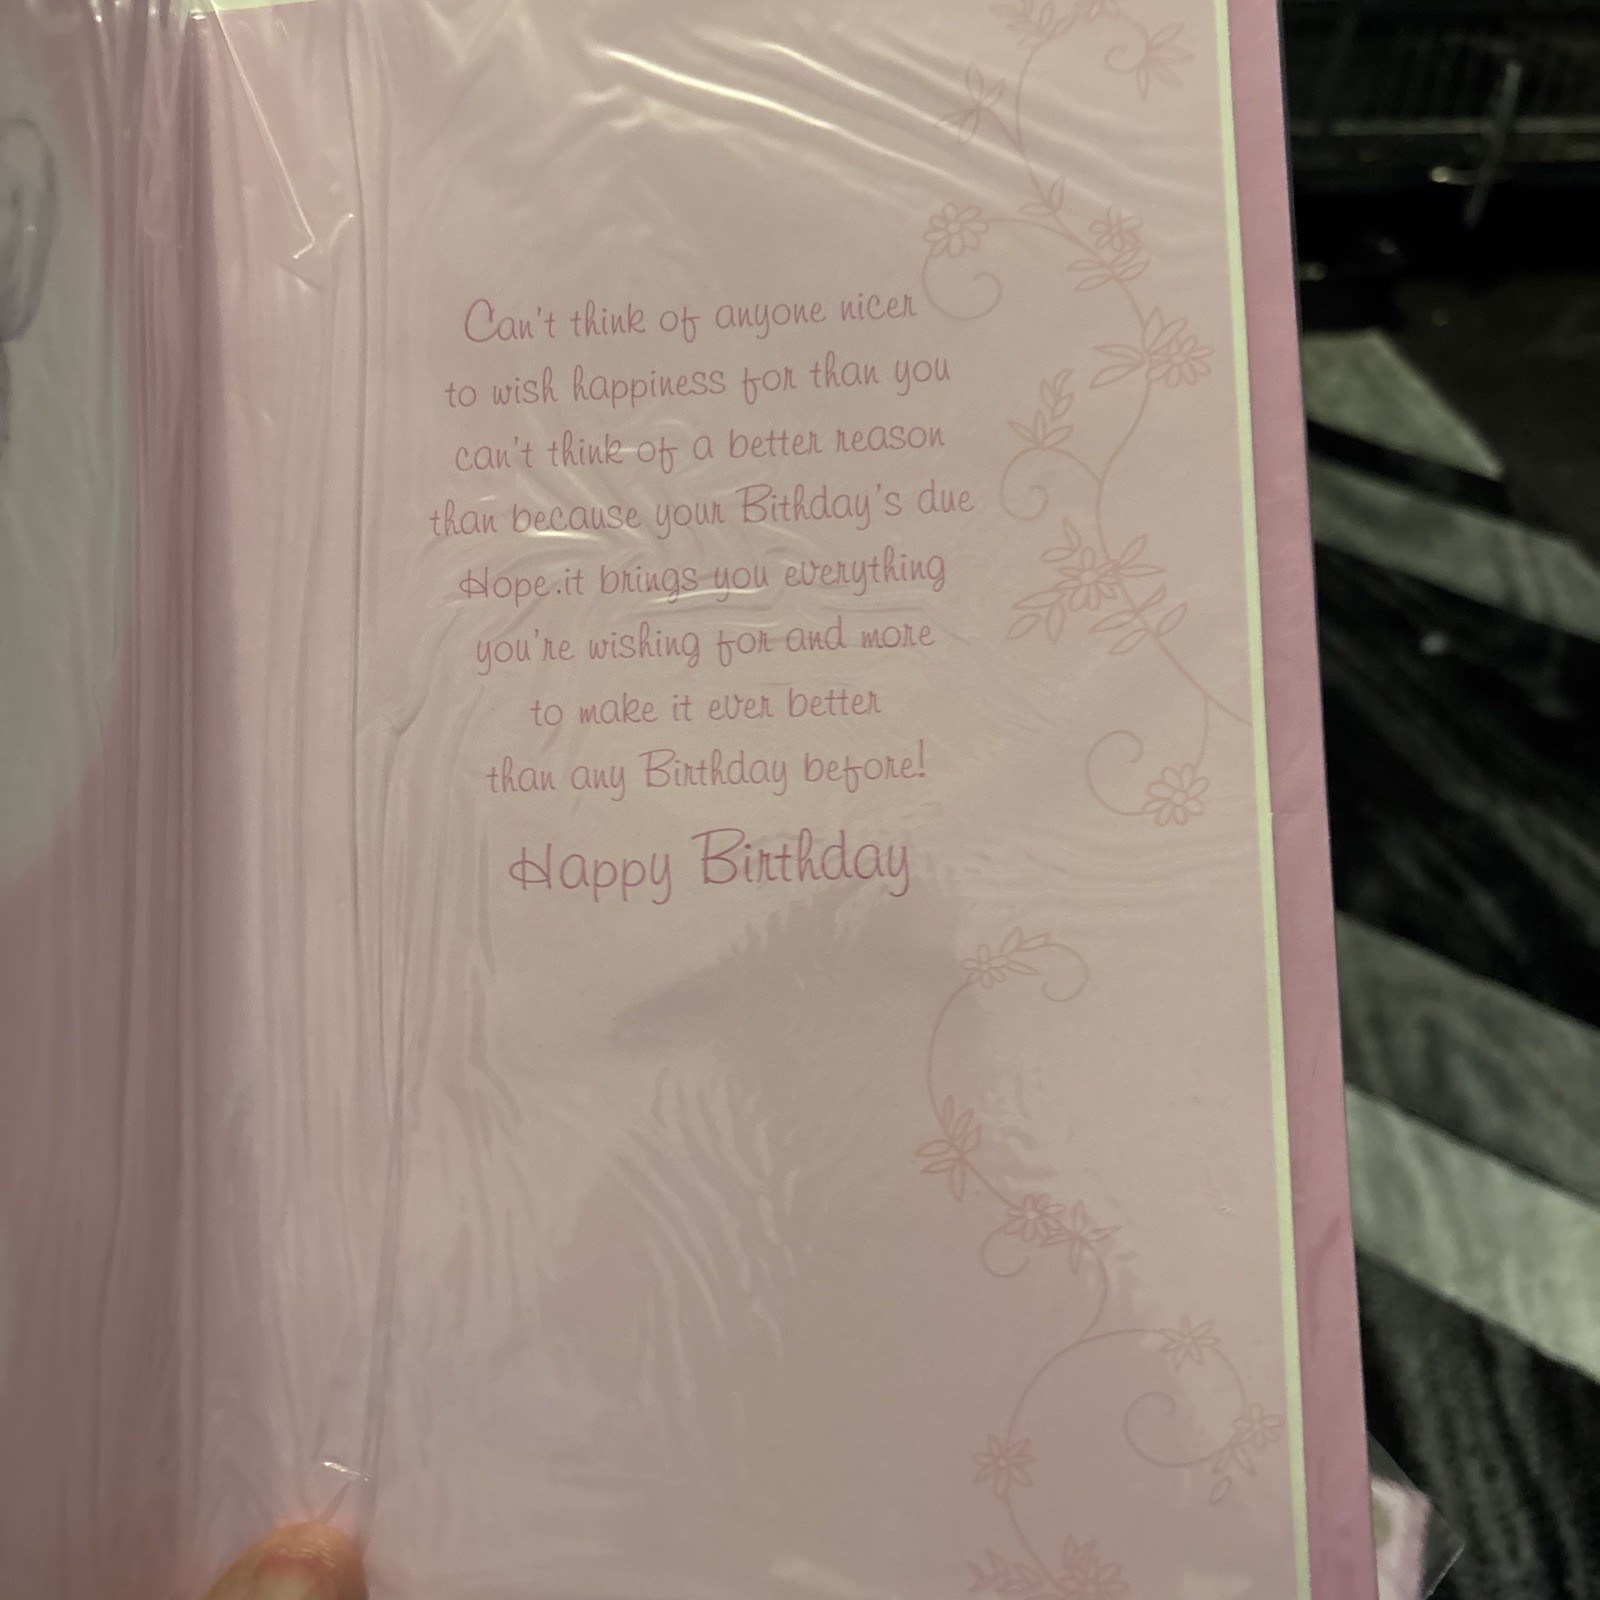 Can't think of anyone nicer
to wish happiness for than you
can't think of a better reason
than because your Bithday's due
Hope.it brings you everything
you're wishing for and more
to make it ever better
than any Birthday before!
Happy Birthday